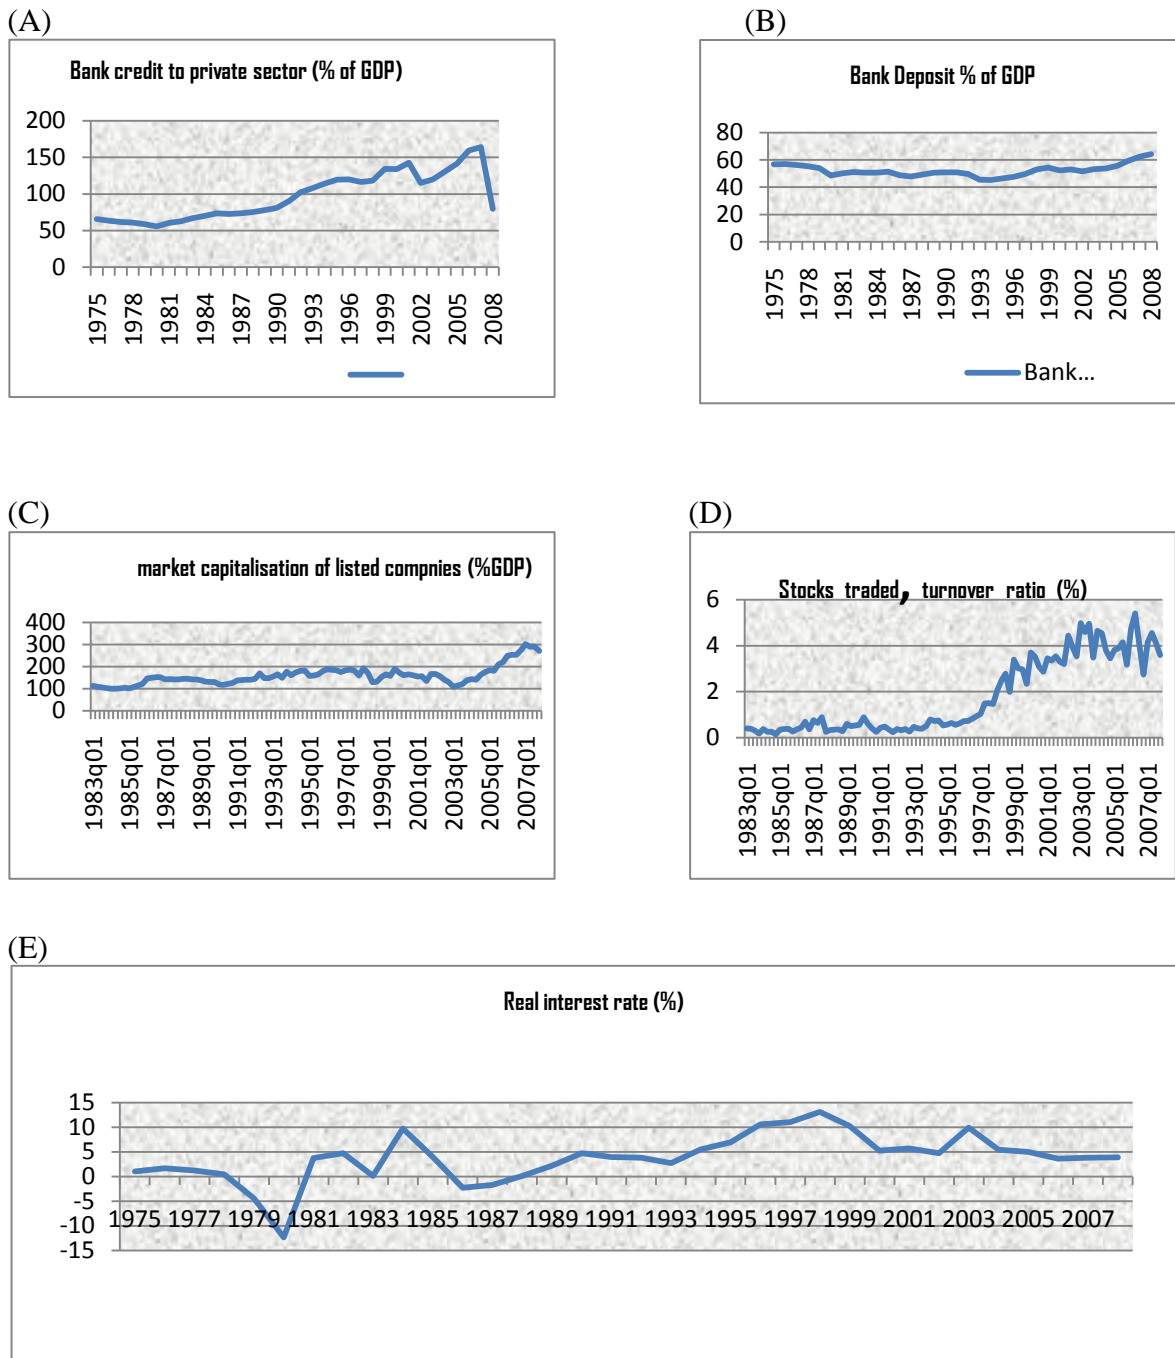 (A)
Bank credit to private sector (% of GDP)
200
150
100
50
0
1975
1978
1981
1984
1987
1990
1993
1996
1999
2002
2005
2008
(B)
Bank Deposit % of GDP
80
60
40
20
0
1975
1978
1981
1984
1987
1990
1993
1996
1999
2002
2005
2008
Bank...
(C)
market capitalisation of listed compnies (%GDP)
400
300
200
100
0
1983q01
1985q01
1987q01
1989q01
1991q01
1993q01
1995q01
1997q01
1999q01
2001q01
2003q01
2005q01
2007q01
(D)
Stocks traded, turnover ratio (%)
6
4
2
0
1983q01
1985q01
1987q01
1989q01
1991q01
1993q01
1995q01
1997q01
1999q01
2001q01
2003q01
2005q01
2007q01
(E)
Real interest rate (%)
15
10
5
0
-5
-10
-15
1975 1977 1979 1981 1983 1985 1987 1989 1991 1993 1995 1997 1999 2001 2003 2005 2007